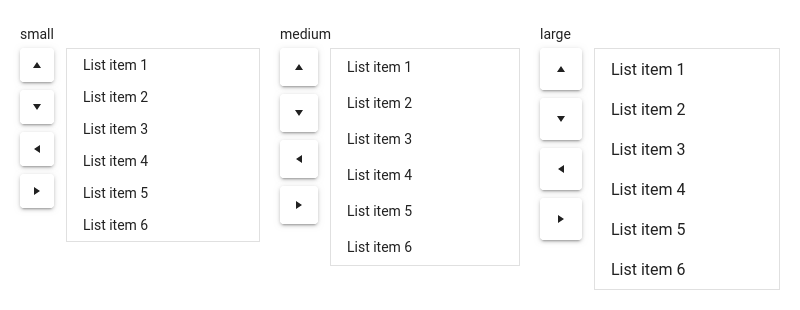 small
List item 1
List item 2
List item 3
List item 4
List item 5
List item 6
medium
List item 1
List item 2
List item 3
List item 4
List item 5
List item 6
large
List item 1
List item 2
List item 3
List item 4
List item 5
List item 6